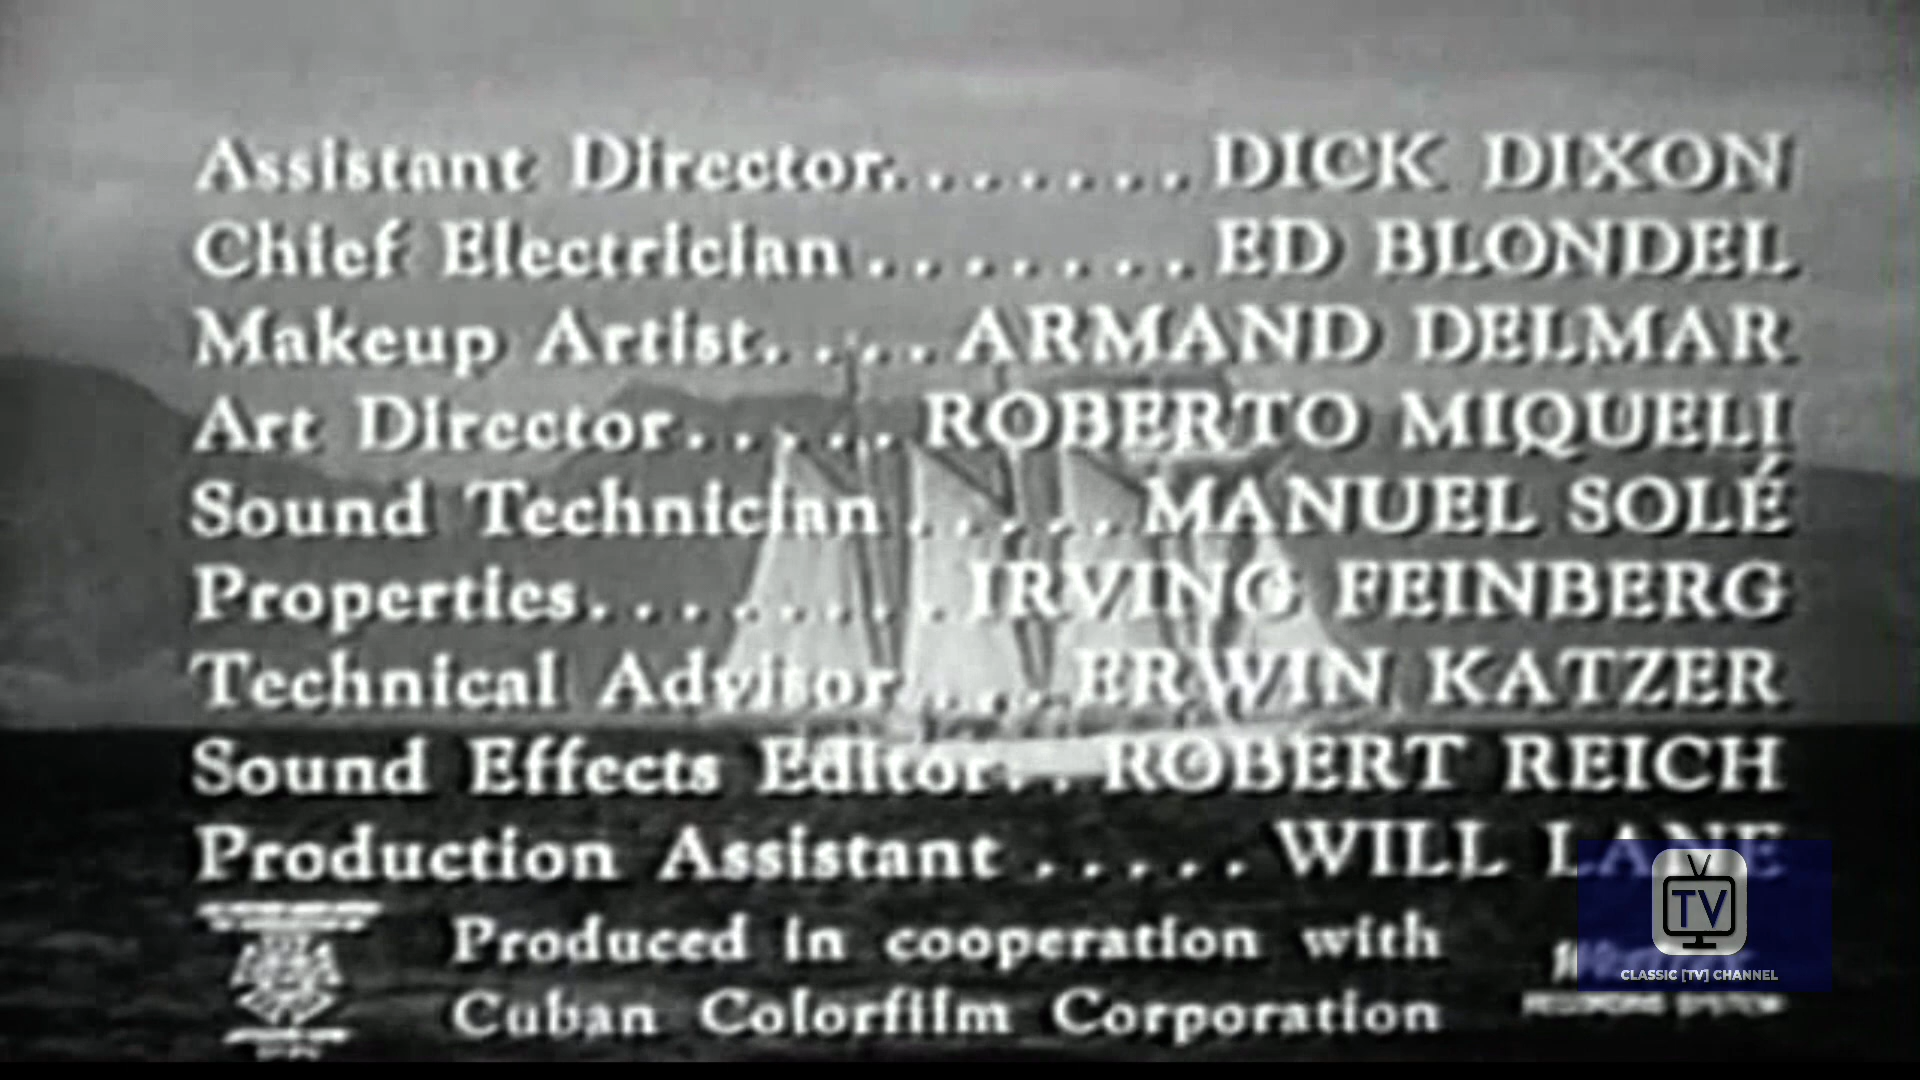 Assistant Director........ DICK DIXON
Chief Electrician ....... ED BLONDEL
Makeup Artist.... ARMAND DELMAR
Art Director..... ROBERTO MIQUELI
Sound Technician ..... MANUEL SOLÉ
Properties........ IRVING FEINBERG
Technical Advisor.... ERWIN KATZER
Sound Effects Editor.. ROBERT REICH
Production Assistant ..... WILL LANE
Produced in cooperation with
Cuban Colorfilm Corporation
RECORDING SYSTEM
TV
CLASSIC [TV] CHANNEL